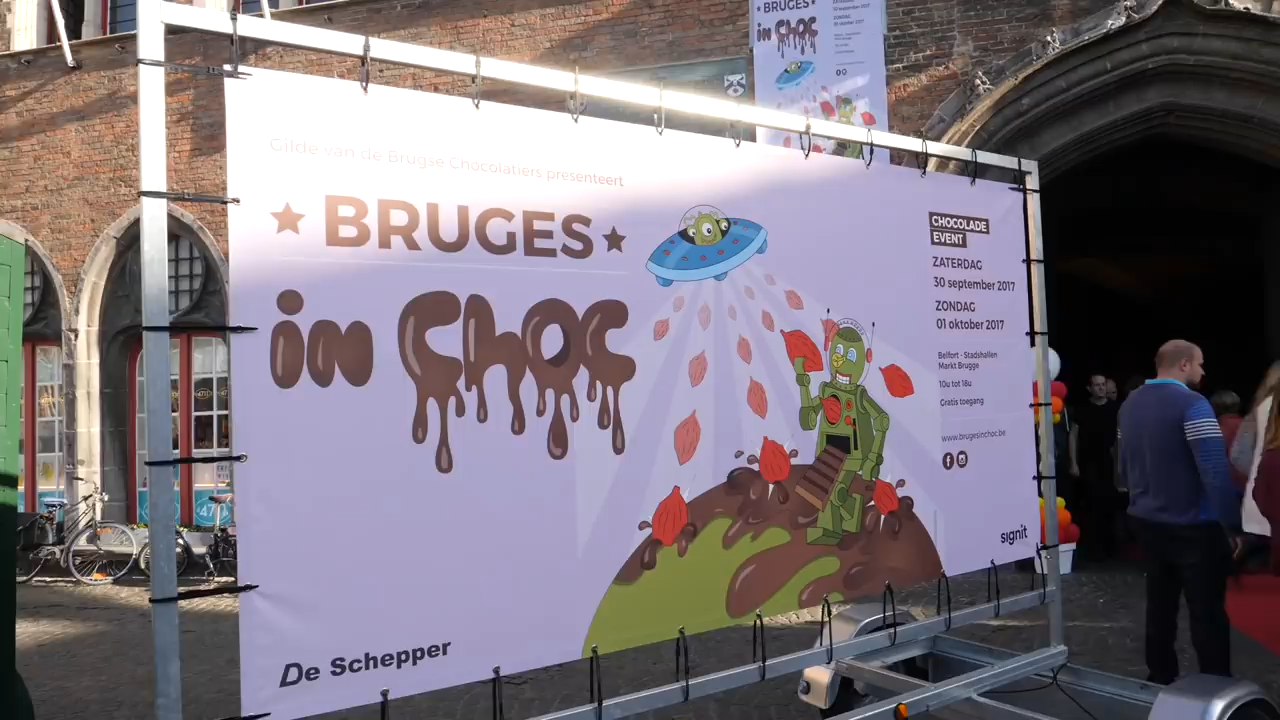 ★BRUGES★
in CHOC
Gilde van de Brugse Chocolatiers presenteert
★BRUGES★
in CHOC
CHOCOLADE
EVENT
ZATERDAG
30 september 2017
ZONDAG
01 oktober 2017
Belfort - Stadshallen
Markt Brugge
10u tot 18u
Gratis toegang
www.brugesinchoc.be
signit
De Schepper